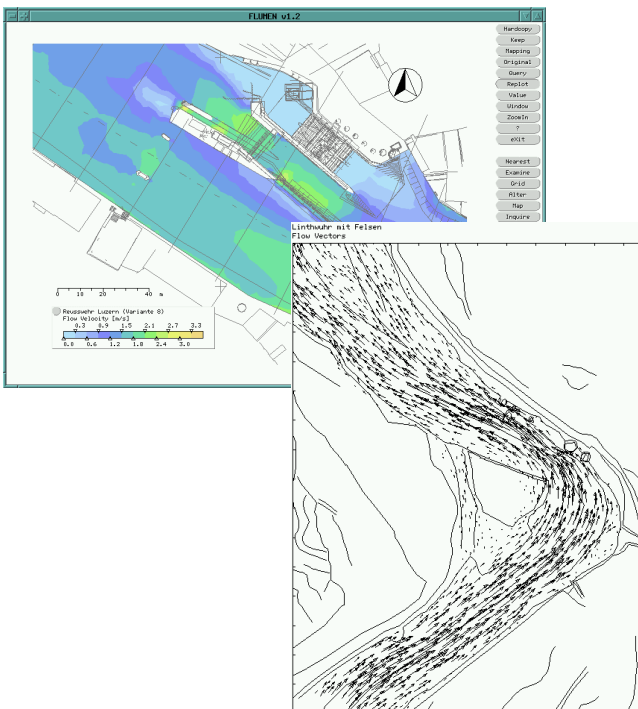 FLUMEN v1.2
Hardcopy
Keep
Mapping
Original
Query
Replot
Value
Window
ZoomIn
?
eXit
Nearest
Examine
Grid
Alter
Map
Inquire
0 10 20 40 m
Reusswehr Luzern (Variante 8)
Flow Velocity [m/s]
0.3 0.9 1.5 2.1 2.7 3.3
0.0 0.6 1.2 1.8 2.4 3.0
Linthwuhr mit Felsen
Flow Vectors